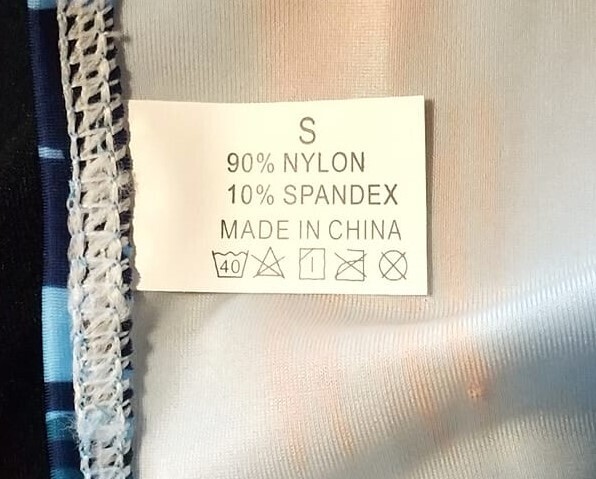 S
90% NYLON
10% SPANDEX
MADE IN CHINA
40